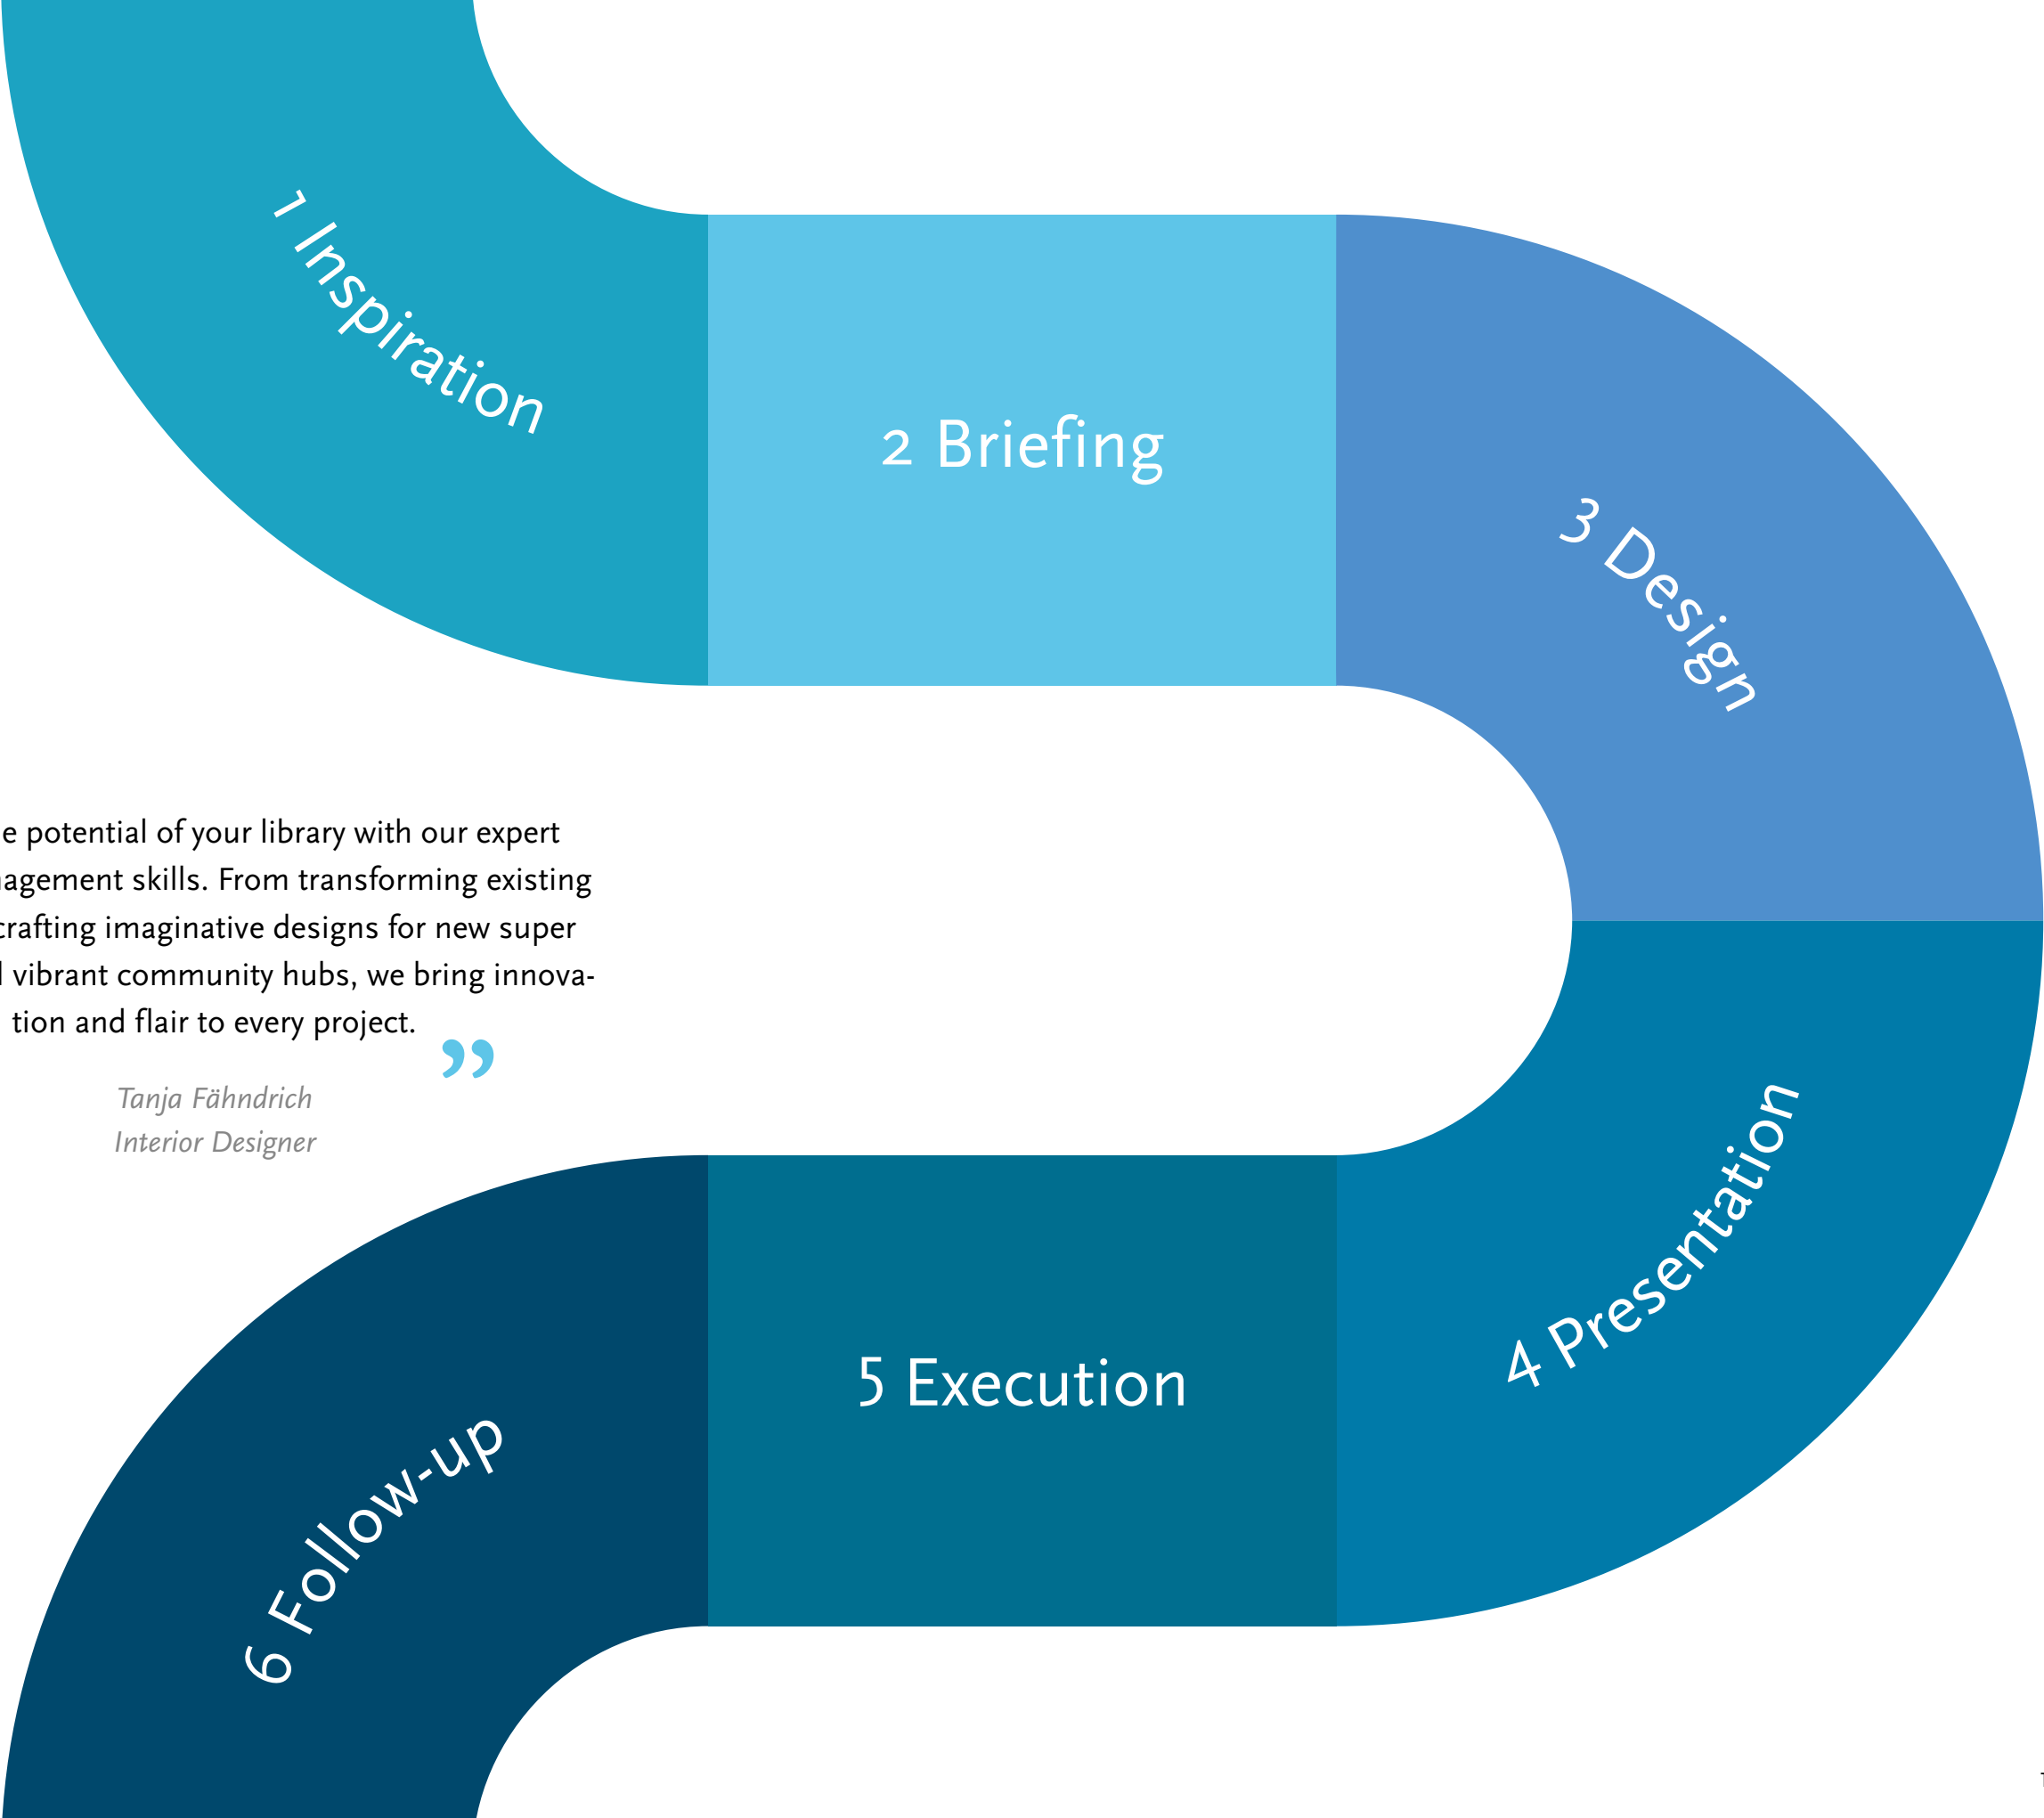 1 Inspiration
2 Briefing
3 Design
e potential of your library with our expert
agement skills. From transforming existing
crafting imaginative designs for new super
vibrant community hubs, we bring innova-
tion and flair to every project.
”
Tanja Fähndrich
Interior Designer
4 Presentation
5 Execution
6 Follow-up